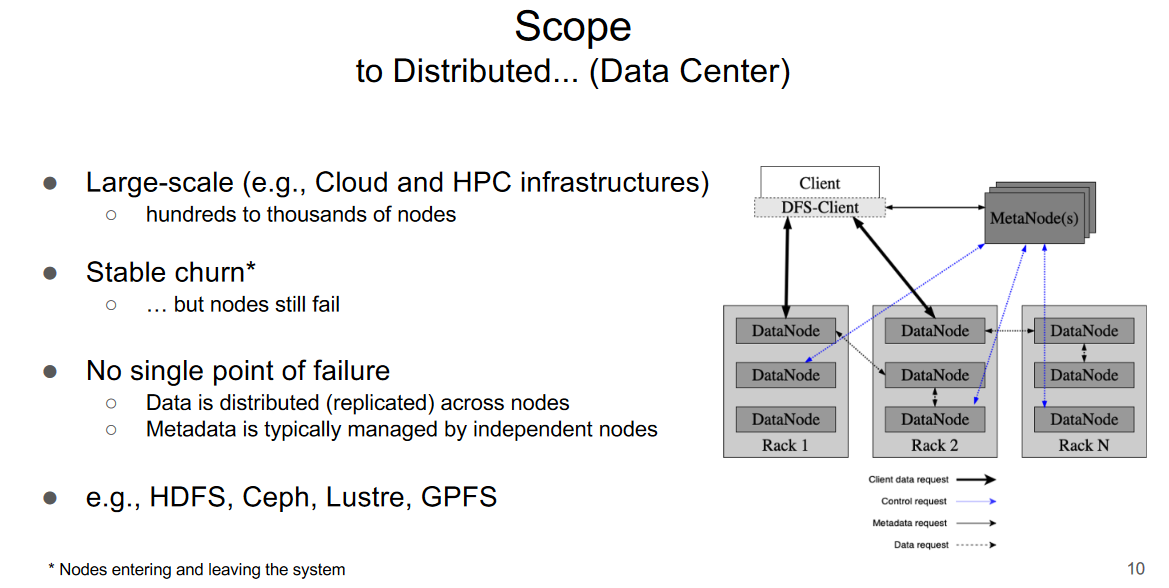 Scope
to Distributed... (Data Center)
● Large-scale (e.g., Cloud and HPC infrastructures)
○ hundreds to thousands of nodes
● Stable churn*
○ … but nodes still fail
● No single point of failure
○ Data is distributed (replicated) across nodes
○ Metadata is typically managed by independent nodes
● e.g., HDFS, Ceph, Lustre, GPFS
* Nodes entering and leaving the system
Client
DFS-Client
MetaNode(s)
DataNode
DataNode
DataNode
Rack 1
DataNode
DataNode
DataNode
Rack 2
DataNode
DataNode
DataNode
Rack N
Client data request
Control request
Metadata request
Data request
10